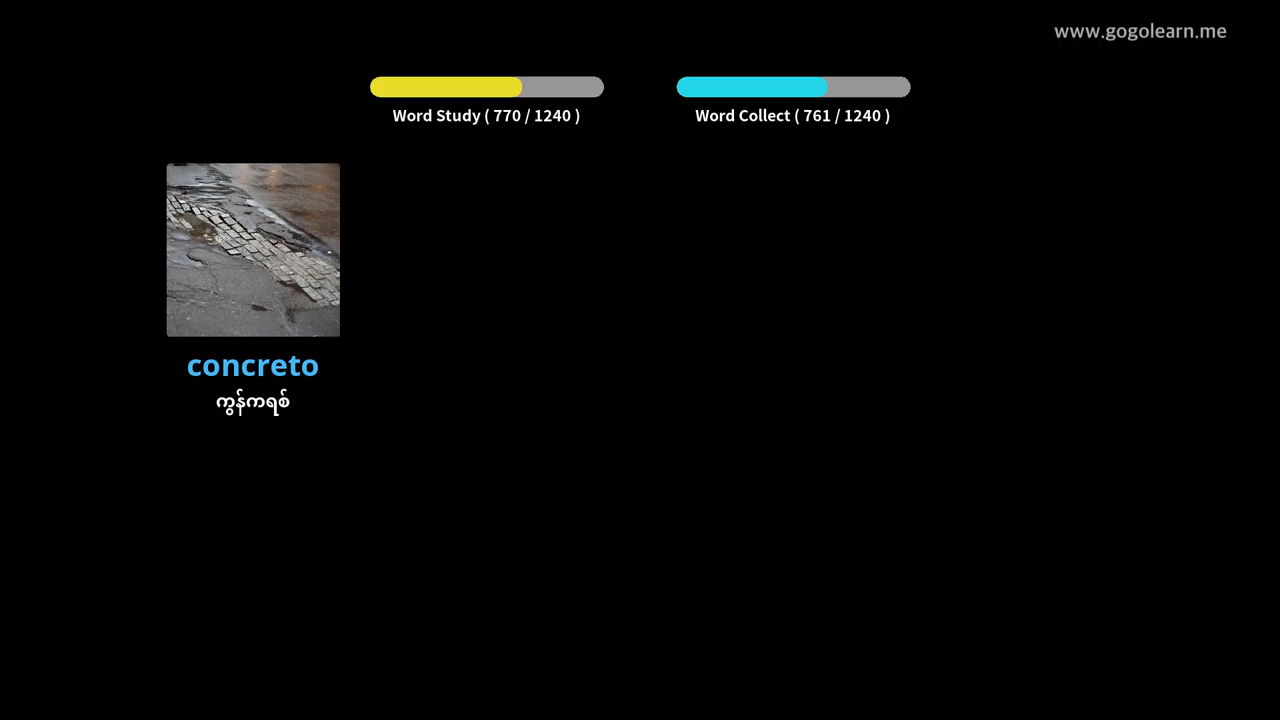 www.gogolearn.me
Word Study ( 770 / 1240 )
Word Collect ( 761 / 1240 )
concreto
ကွန်ကရစ်